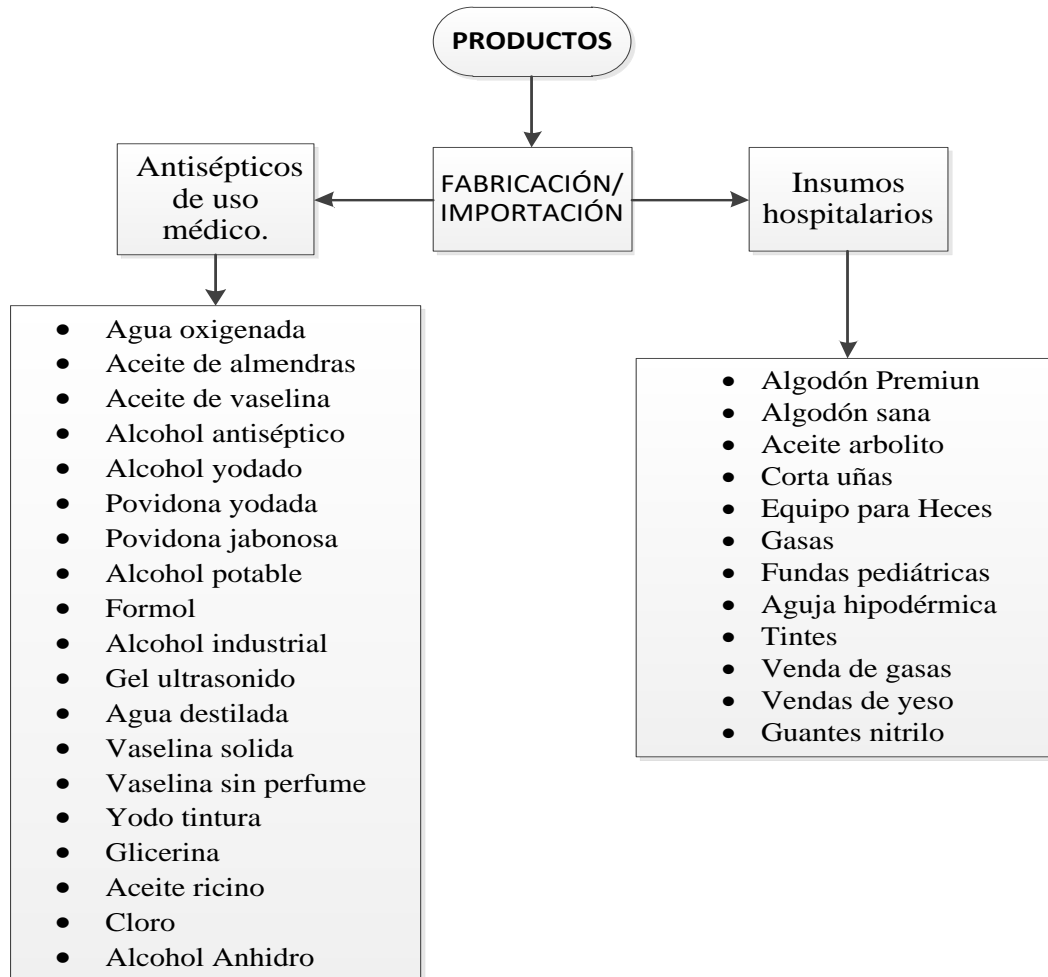 PRODUCTOS
Antisépticos
de uso
médico.
FABRICACIÓN/
IMPORTACIÓN
Insumos
hospitalarios
• Agua oxigenada
• Aceite de almendras
• Aceite de vaselina
• Alcohol antiséptico
• Alcohol yodado
• Povidona yodada
• Povidona jabonosa
• Alcohol potable
• Formol
• Alcohol industrial
• Gel ultrasonido
• Agua destilada
• Vaselina solida
• Vaselina sin perfume
• Yodo tintura
• Glicerina
• Aceite ricino
• Cloro
• Alcohol Anhidro
• Algodón Premiun
• Algodón sana
• Aceite arbolito
• Corta uñas
• Equipo para Heces
• Gasas
• Fundas pediátricas
• Aguja hipodérmica
• Tintes
• Venda de gasas
• Vendas de yeso
• Guantes nitrilo